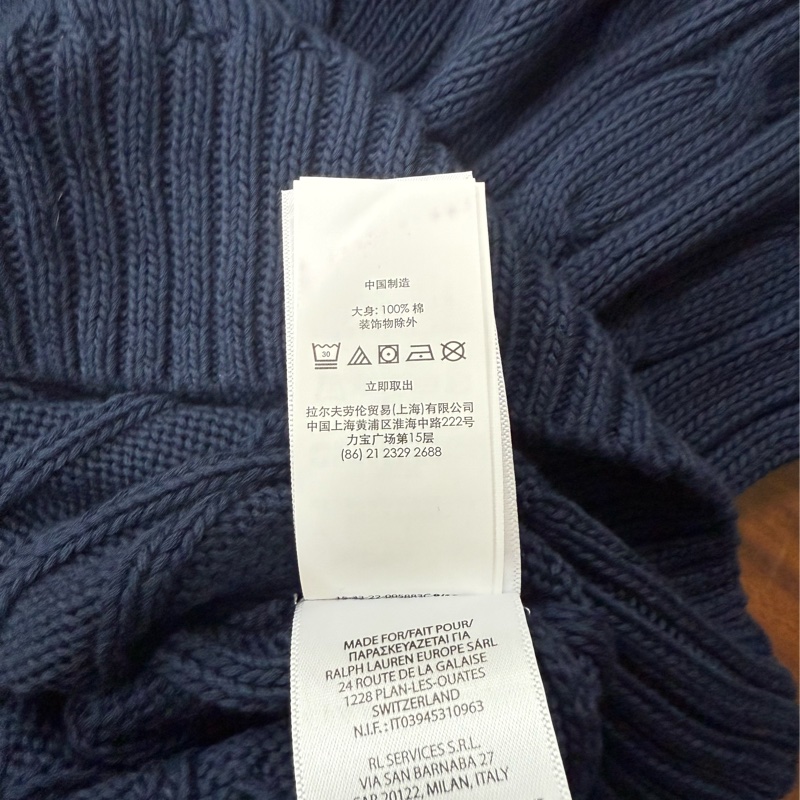 中国制造
大身: 100% 棉
装饰物除外
30
立即取出
拉尔夫劳伦贸易(上海)有限公司
中国上海黄浦区淮海中路222号
力宝广场第15层
(86) 21 2329 2688
MADE FOR/FAIT POUR/
ΠΑΡΑΣΚΕΥΑΖΕΤΑΙ ΓΙΑ
RALPH LAUREN EUROPE SÁRL
24 ROUTE DE LA GALAISE
1228 PLAN-LES-OUATES
SWITZERLAND
N.I.F.: IT03945310963
RL SERVICES S.R.L.
VIA SAN BARNABA 27
CAP 20122, MILAN, ITALY